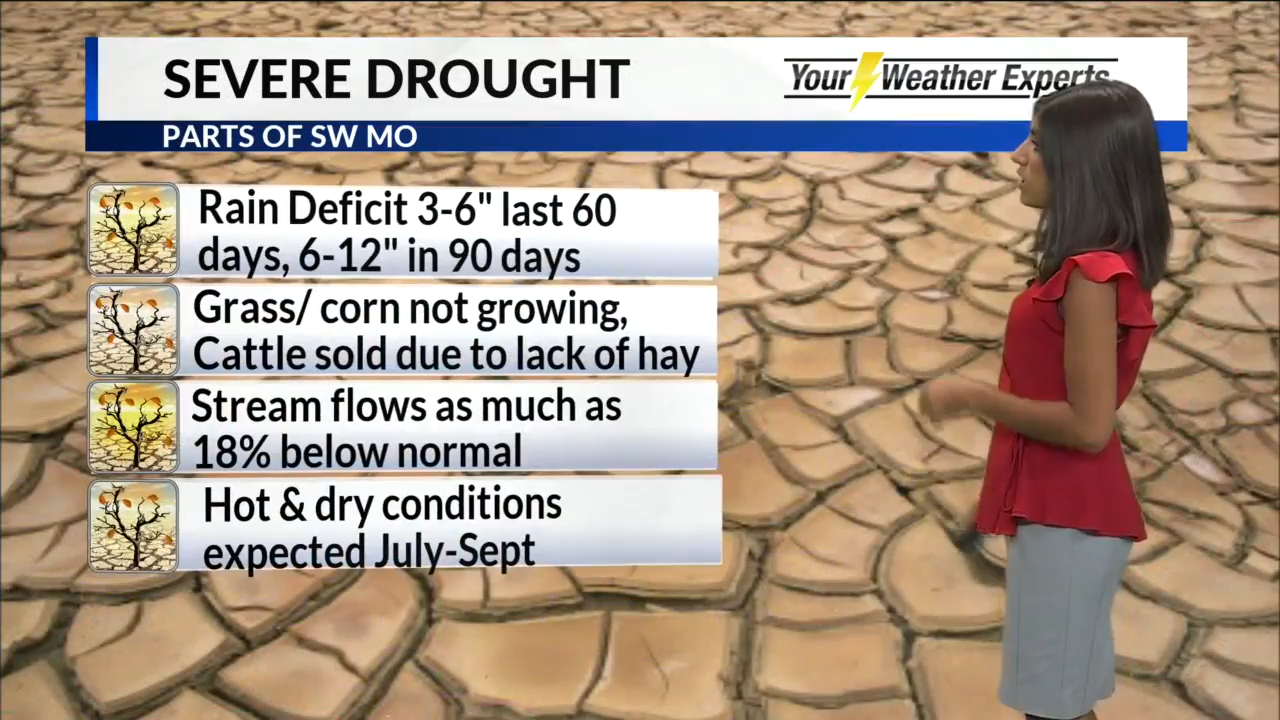 SEVERE DROUGHT
Your Weather Experts
PARTS OF SW MO
Rain Deficit 3-6" last 60
days, 6-12" in 90 days
Grass/ corn not growing,
Cattle sold due to lack of hay
Stream flows as much as
18% below normal
Hot & dry conditions
expected July-Sept